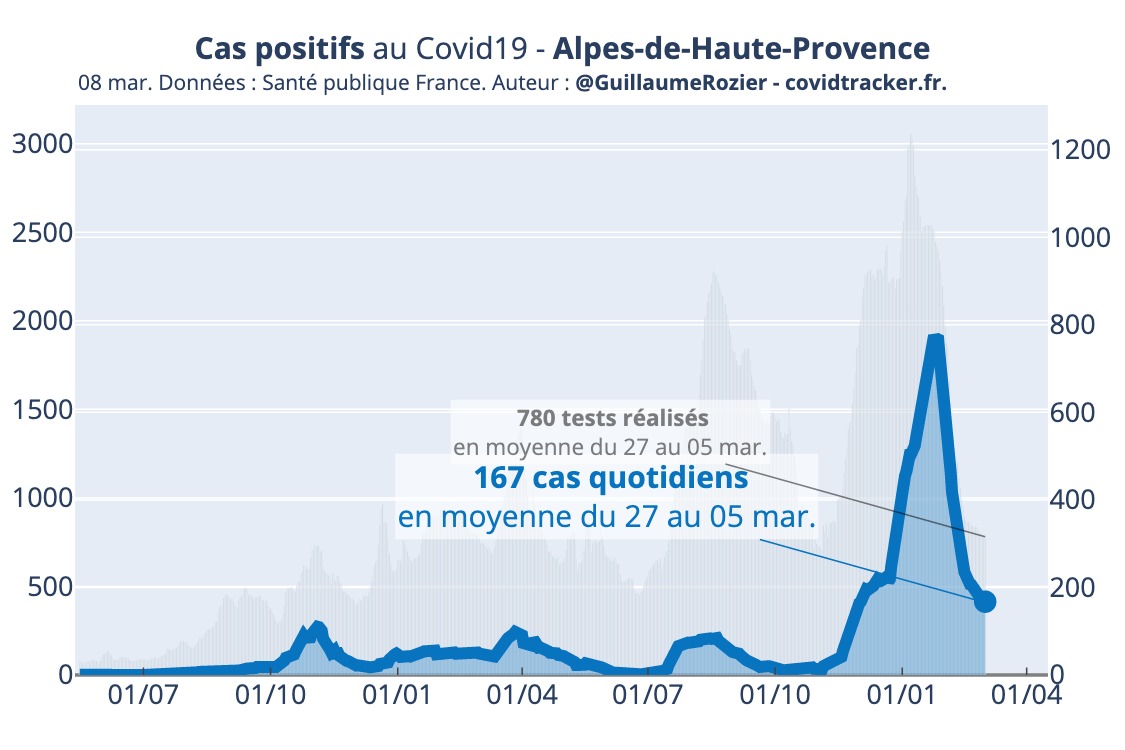 Cas positifs au Covid19 - Alpes-de-Haute-Provence
08 mar. Données : Santé publique France. Auteur : @GuillaumeRozier - covidtracker.fr.
3000
2500
2000
1500
1000
500
0
1200
1000
800
600
400
200
0
780 tests réalisés
en moyenne du 27 au 05 mar.
167 cas quotidiens
en moyenne du 27 au 05 mar.
01/07 01/10 01/01 01/04 01/07 01/10 01/01 01/04